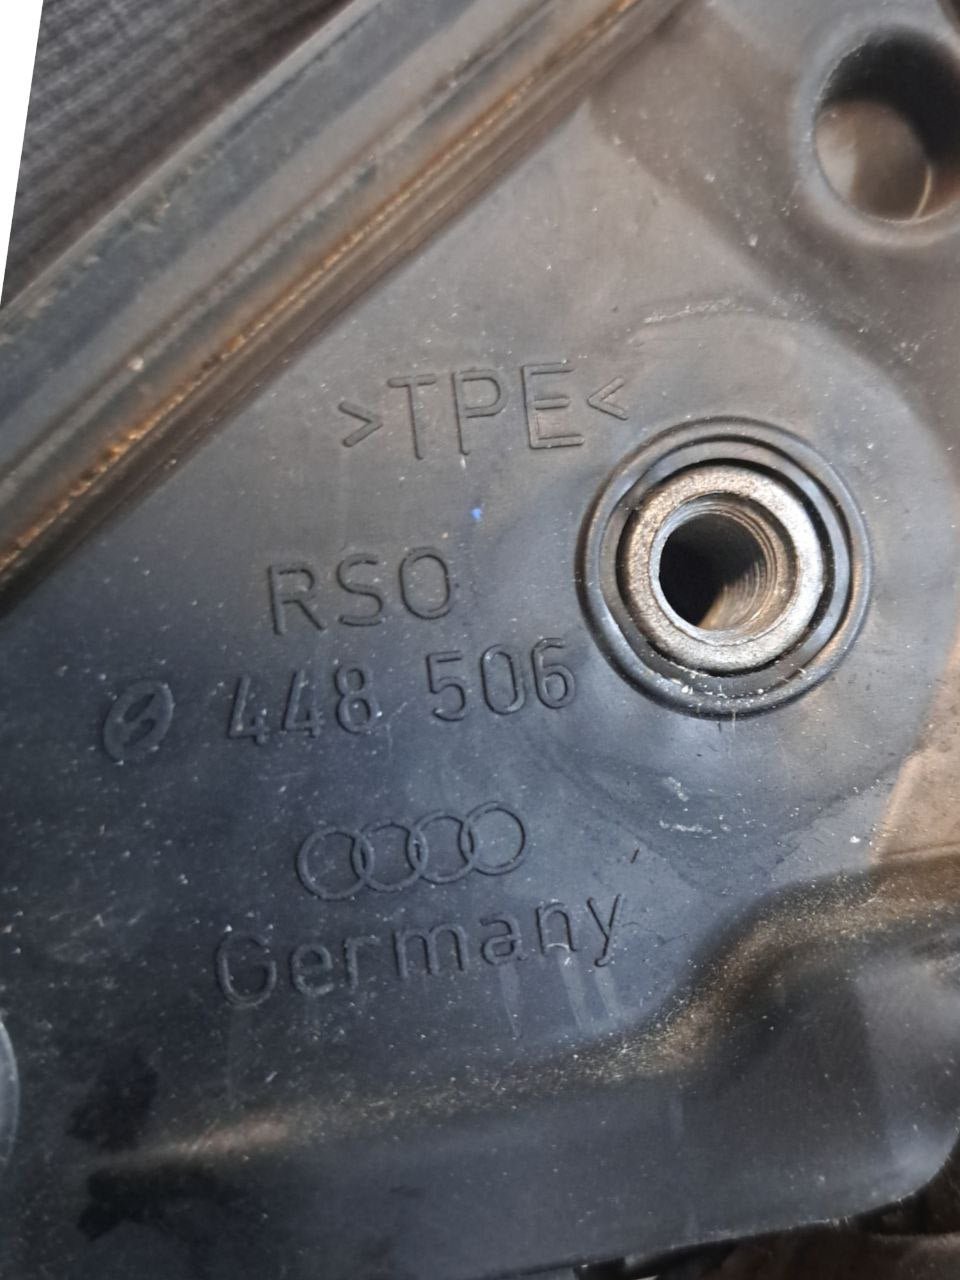 >TPE<
RSO
448 506
Germany